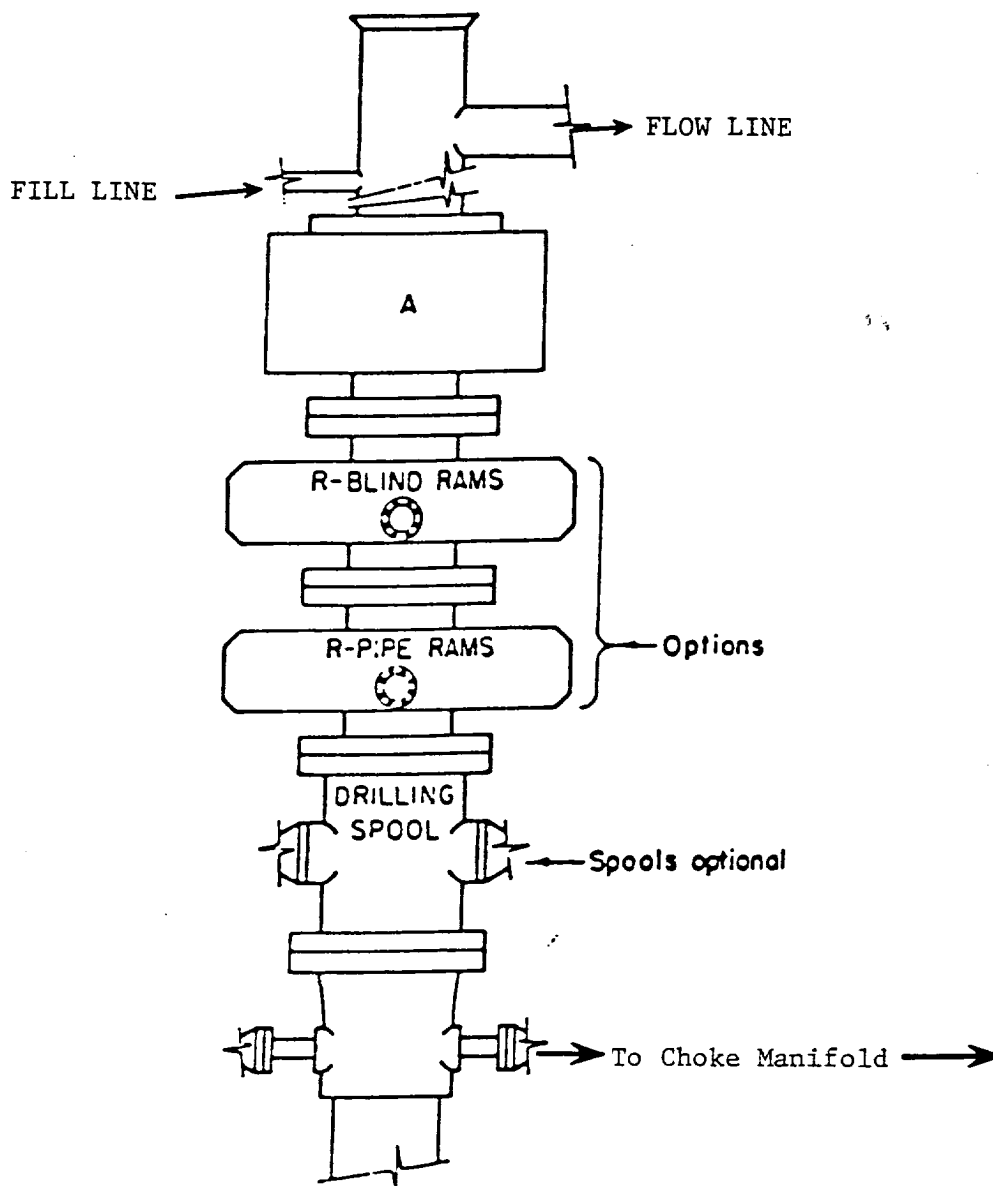 FLOW LINE
FILL LINE
A
R-BLIND RAMS
R-PIPE RAMS
Options
DRILLING
SPOOL
Spools optional
To Choke Manifold